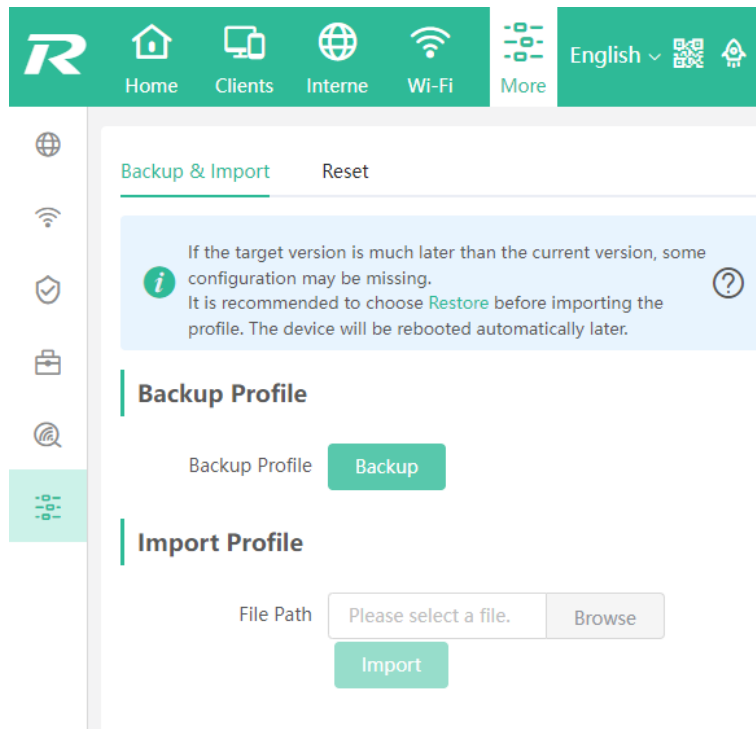 R
Home Clients Interne Wi-Fi More English
Backup & Import Reset
If the target version is much later than the current version, some
configuration may be missing.
It is recommended to choose Restore before importing the
profile. The device will be rebooted automatically later.
Backup Profile
Backup Profile Backup
Import Profile
File Path Please select a file. Browse
Import